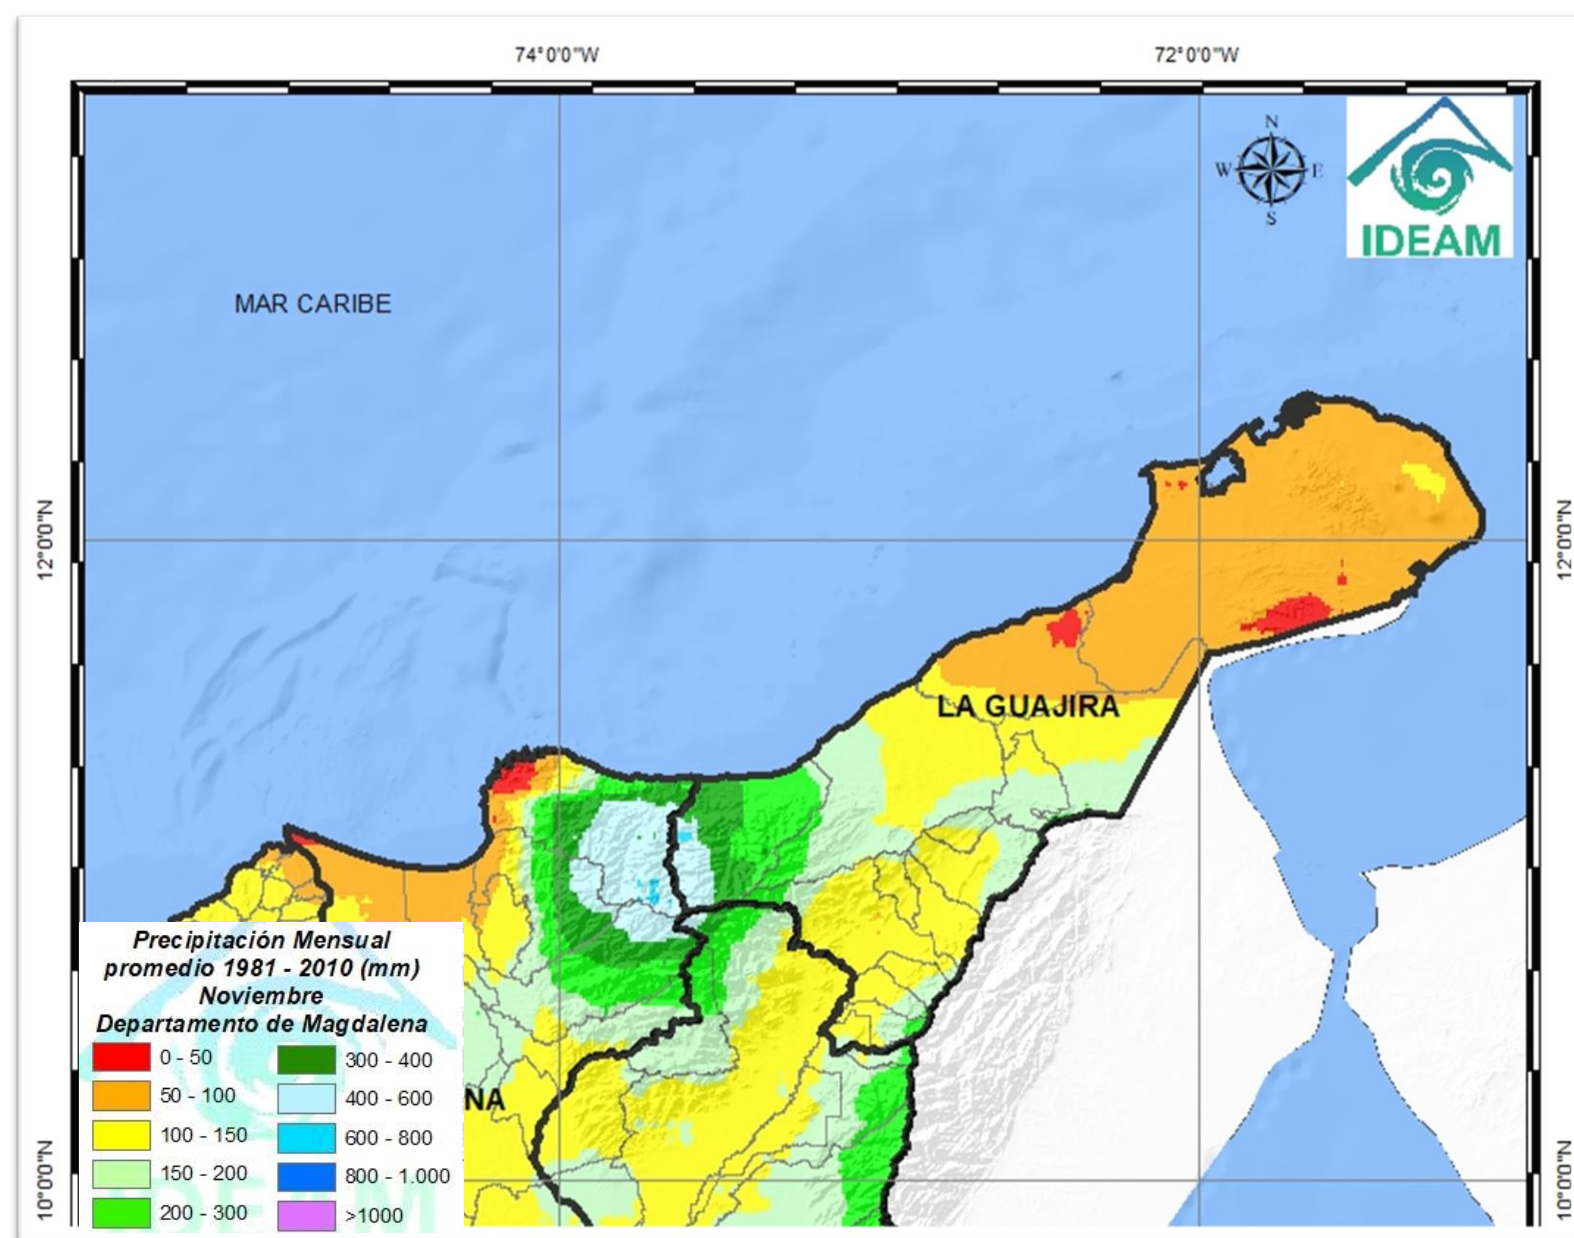 74°0'0"W
72°0'0"W
N
W
E
S
IDEAM
MAR CARIBE
12°0'0"N
12°0'0"N
LA GUAJIRA
NA
Precipitación Mensual
promedio 1981 - 2010 (mm)
Noviembre
Departamento de Magdalena
0 - 50
50 - 100
100 - 150
150 - 200
200 - 300
300 - 400
400 - 600
600 - 800
800 - 1.000
>1000
IDEAM
10°0'0"N
10°0'0"N